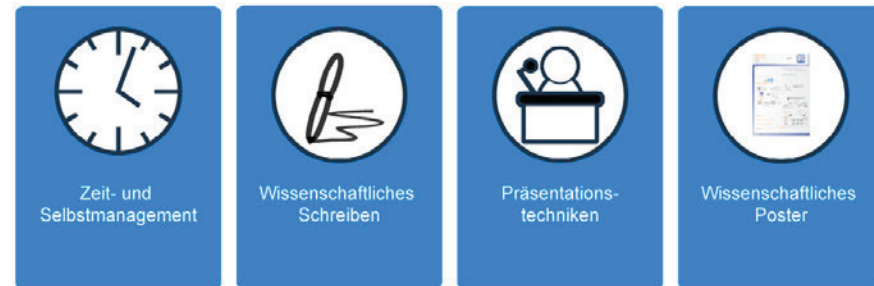 Zeit- und
Selbstmanagement
Wissenschaftliches
Schreiben
Präsentations-
techniken
Wissenschaftliches
Poster